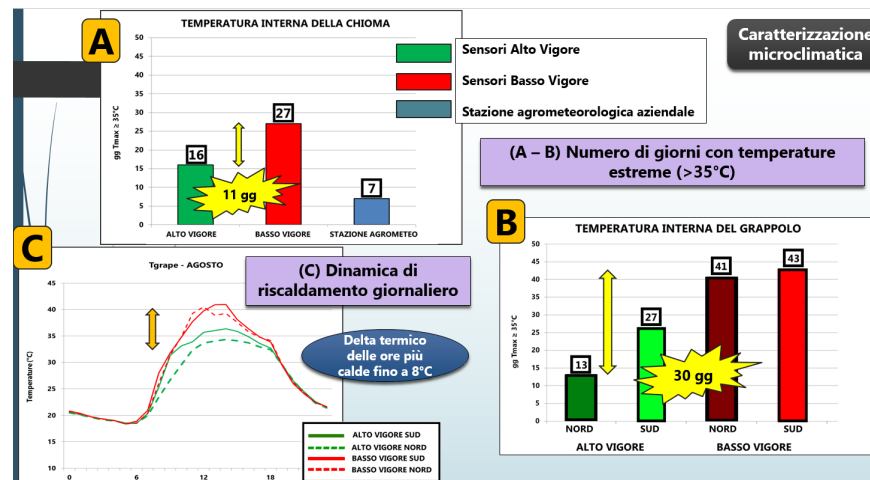 Caratterizzazione
microclimatica
A
TEMPERATURA INTERNA DELLA CHIOMA
gg Tmax ≥ 35°C
50
45
40
35
30
25
20
15
10
5
0
16
27
7
11 gg
ALTO VIGORE
BASSO VIGORE
STAZIONE AGROMETEO
Sensori Alto Vigore
Sensori Basso Vigore
Stazione agrometeorologica aziendale
(A – B) Numero di giorni con temperature
estreme (>35°C)
B
TEMPERATURA INTERNA DEL GRAPPOLO
gg Tmax ≥ 35°C
50
45
40
35
30
25
20
15
10
5
0
13
27
41
43
30 gg
NORD
SUD
NORD
SUD
ALTO VIGORE
BASSO VIGORE
C
Tgrape - AGOSTO
(C) Dinamica di
riscaldamento giornaliero
Temperature (°C)
45
40
35
30
25
20
15
10
0
6
12
18
Delta termico
delle ore più
calde fino a 8°C
ALTO VIGORE SUD
ALTO VIGORE NORD
BASSO VIGORE SUD
BASSO VIGORE NORD